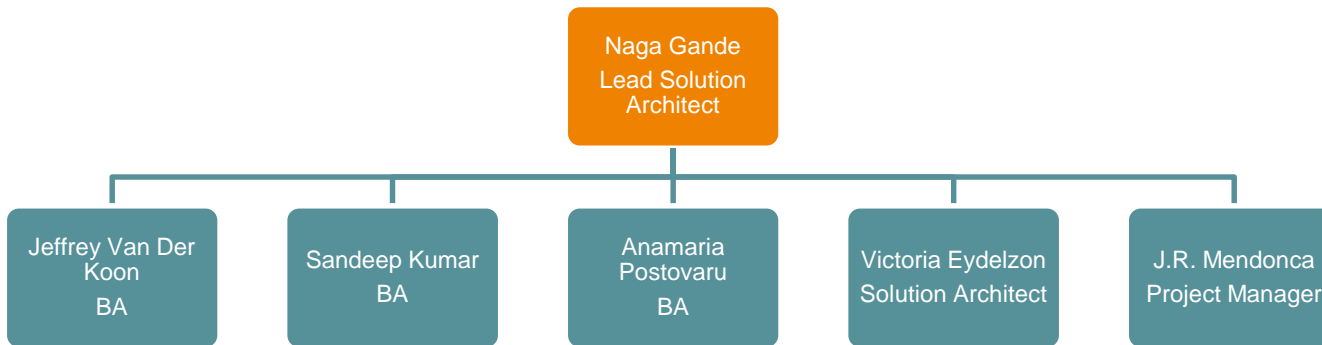 Naga Gande
Lead Solution
Architect
Jeffrey Van Der
Koon
BA
Sandeep Kumar
BA
Anamaria
Postovaru
BA
Victoria Eydelzon
Solution Architect
J.R. Mendonca
Project Manager